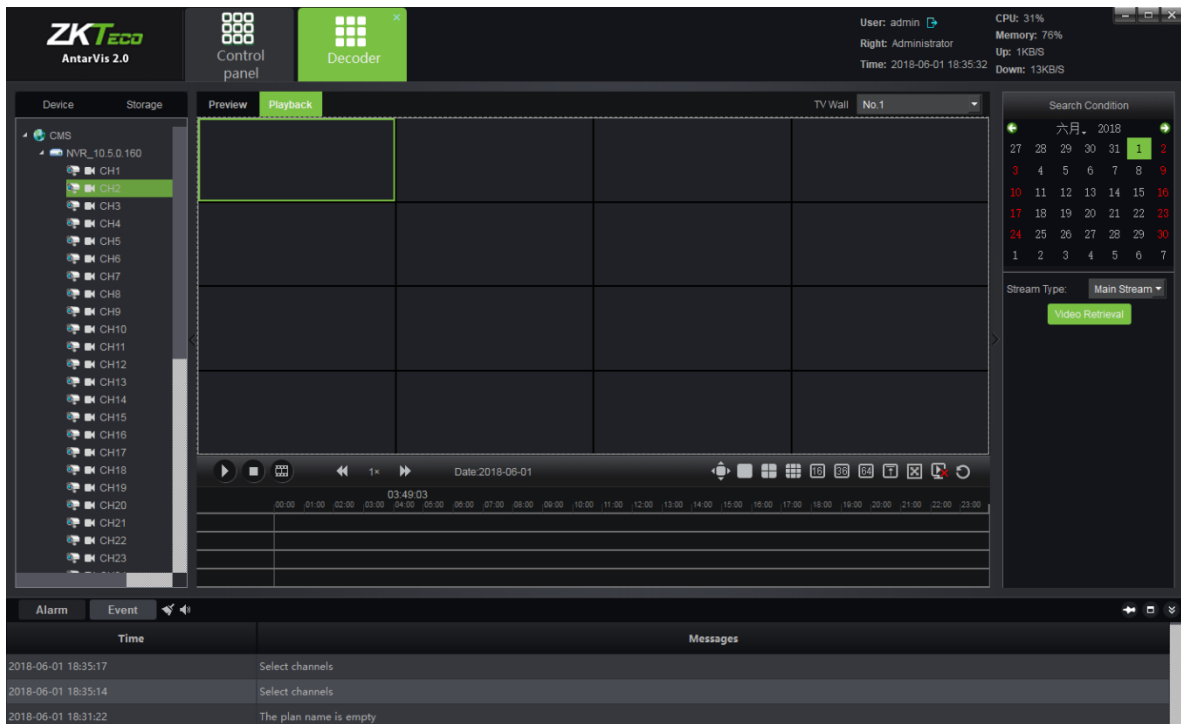 ZKTeco
AntarVis 2.0
Control
panel
Decoder
User: admin
Right: Administrator
Time: 2018-06-01 18:35:32
CPU: 31%
Memory: 76%
Up: 1KB/S
Down: 13KB/S
Device Storage
Preview Playback TV Wall No.1
Search Condition
CMS
NVR_10.5.0.160
CH1
CH2
CH3
CH4
CH5
CH6
CH7
CH8
CH9
CH10
CH11
CH12
CH13
CH14
CH15
CH16
CH17
CH18
CH19
CH20
CH21
CH22
CH23
六月, 2018
27 28 29 30 31 1 2
3 4 5 6 7 8 9
10 11 12 13 14 15 16
17 18 19 20 21 22 23
24 25 26 27 28 29 30
1 2 3 4 5 6 7
Stream Type: Main Stream
Video Retrieval
1× Date:2018-06-01 16 36 64
03:49:03
00:00 01:00 02:00 03:00 04:00 05:00 06:00 07:00 08:00 09:00 10:00 11:00 12:00 13:00 14:00 15:00 16:00 17:00 18:00 19:00 20:00 21:00 22:00 23:00
Alarm Event
Time Messages
2018-06-01 18:35:17 Select channels
2018-06-01 18:35:14 Select channels
2018-06-01 18:31:22 The plan name is empty